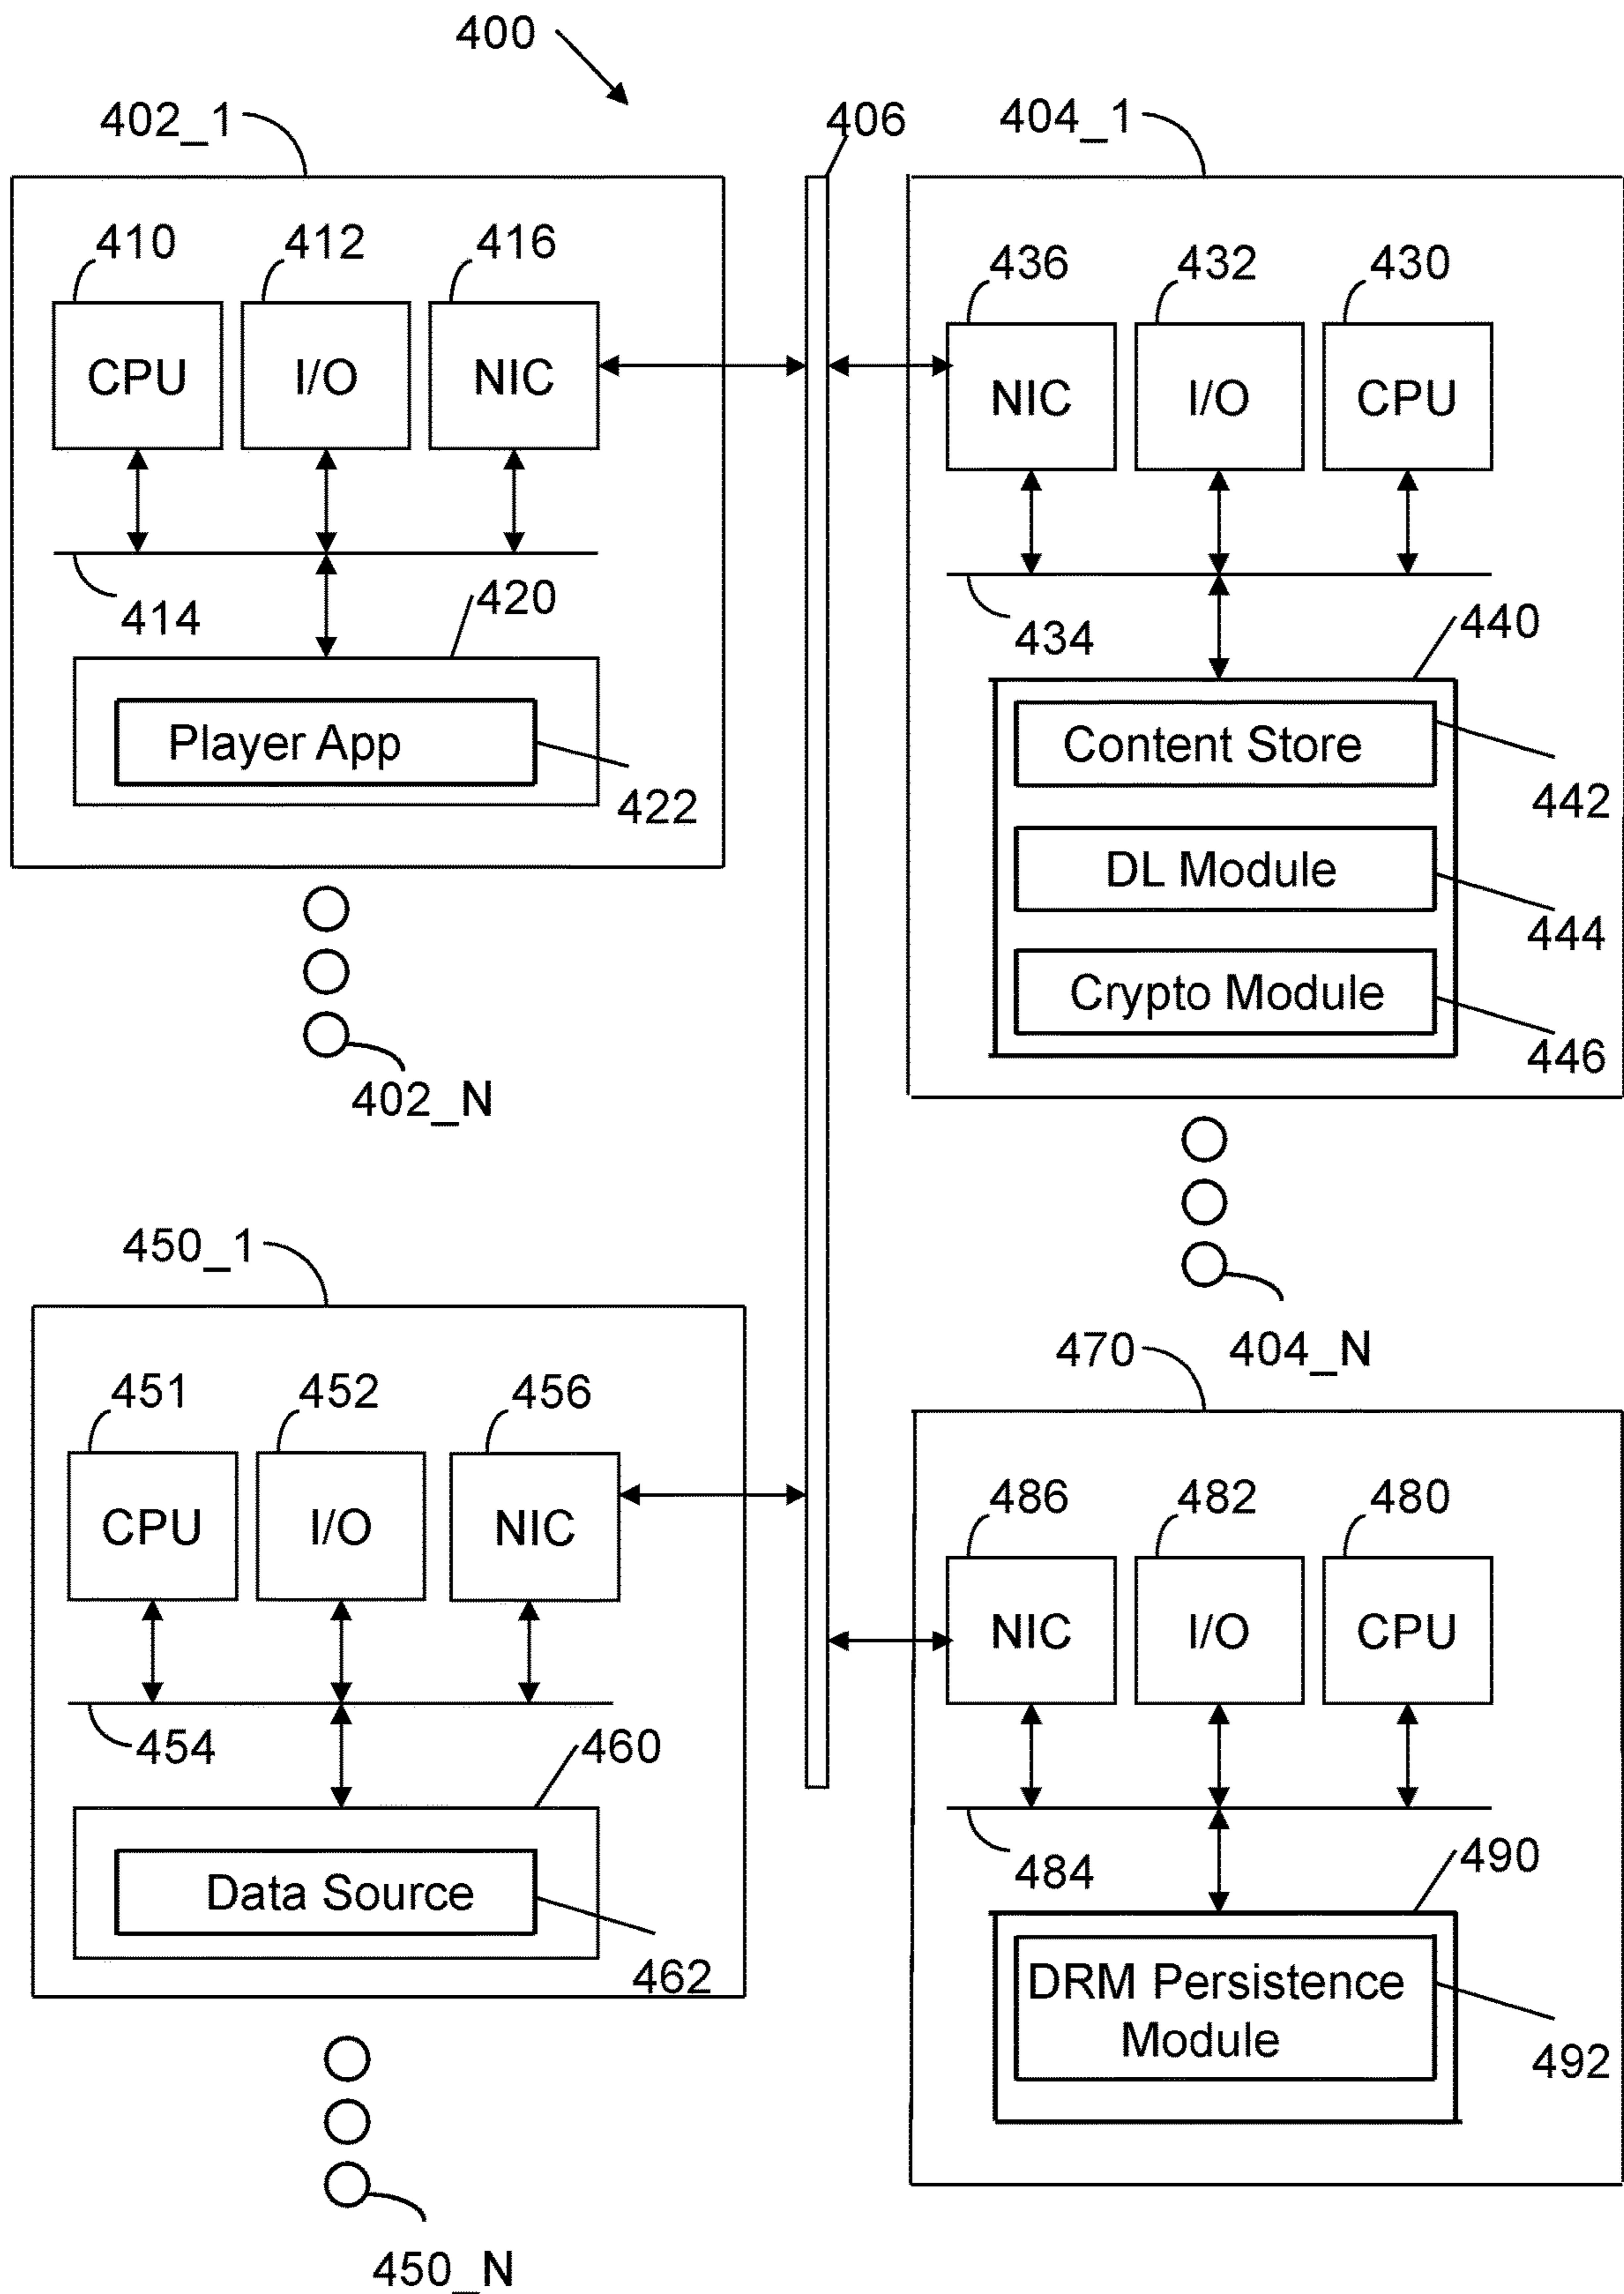 400
402_1
406
404_1
410
412
416
CPU
I/O
NIC
414
420
Player App
422
402_N
436
432
430
NIC
I/O
CPU
434
440
Content Store
442
DL Module
444
Crypto Module
446
404_N
450_1
451
452
456
CPU
I/O
NIC
454
460
Data Source
462
450_N
470
486
482
480
NIC
I/O
CPU
484
490
DRM Persistence
Module
492